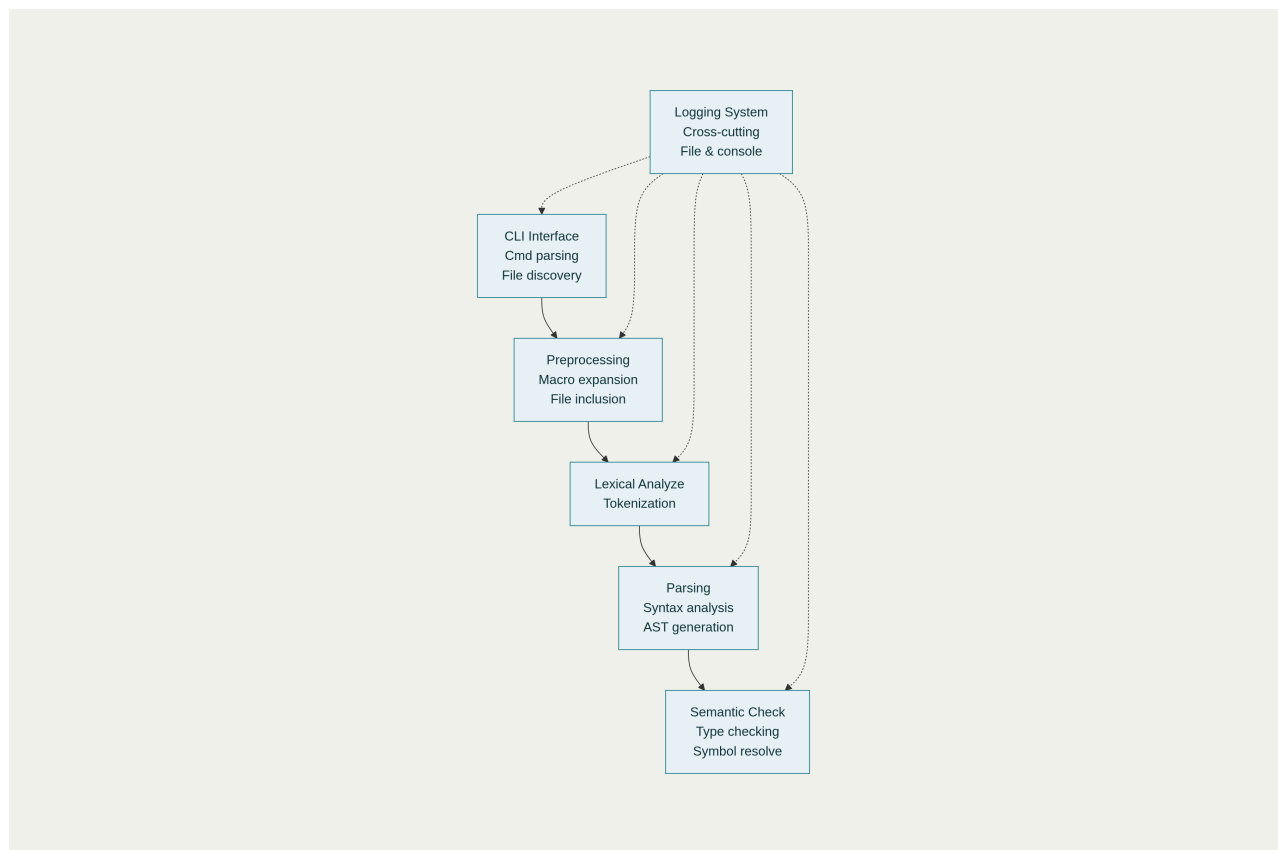 Logging System
Cross-cutting
File & console
CLI Interface
Cmd parsing
File discovery
Preprocessing
Macro expansion
File inclusion
Lexical Analyze
Tokenization
Parsing
Syntax analysis
AST generation
Semantic Check
Type checking
Symbol resolve